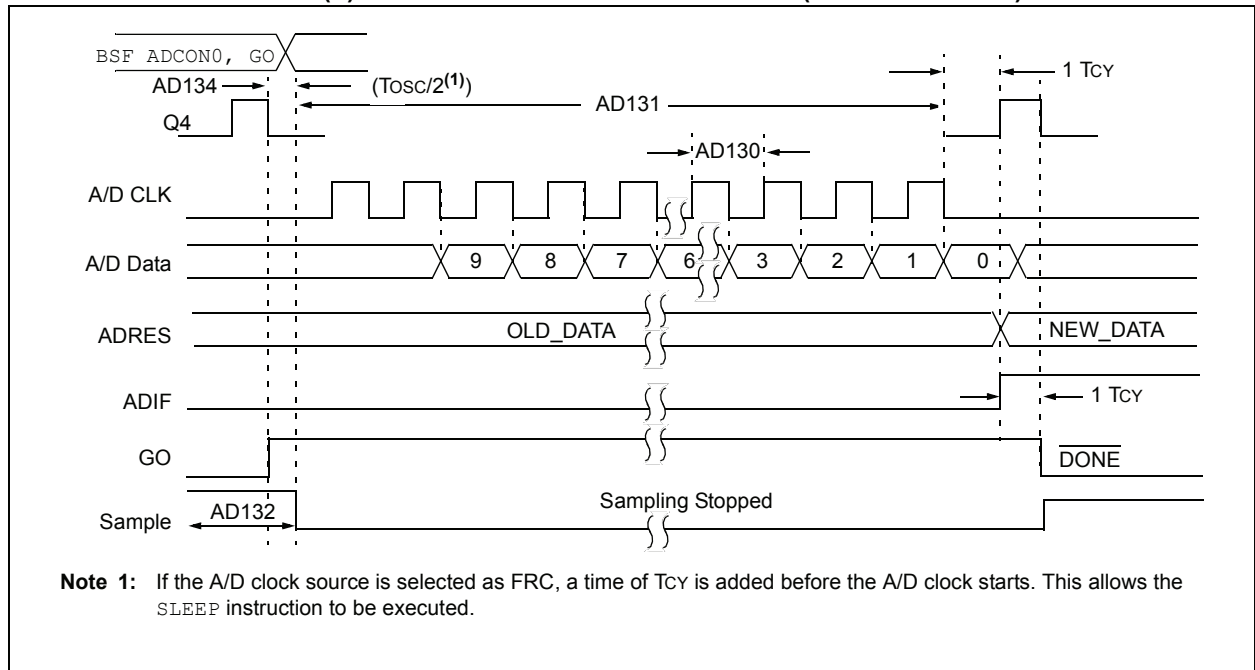 BSF ADCON0, GO
AD134
(TOSC/2(1))
1 TCY
AD131
Q4
AD130
A/D CLK
A/D Data
9
8
7
6
3
2
1
0
ADRES
OLD_DATA
NEW_DATA
ADIF
1 TCY
GO
DONE
Sample
AD132
Sampling Stopped
Note 1: If the A/D clock source is selected as FRC, a time of TCY is added before the A/D clock starts. This allows the
SLEEP instruction to be executed.